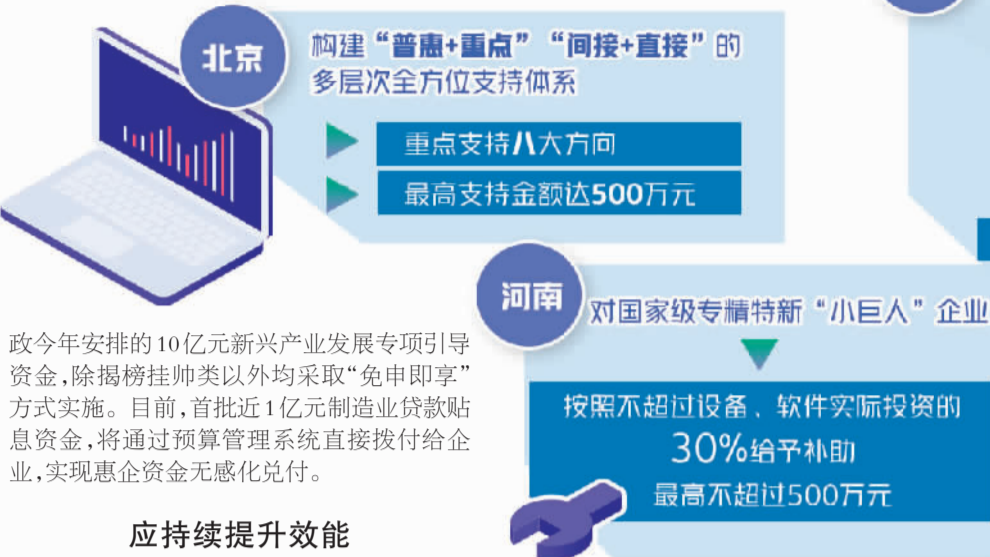 北京
构建“普惠+重点”“间接+直接”的
多层次全方位支持体系
重点支持八大方向
最高支持金额达500万元
河南
对国家级专精特新“小巨人”企业
按照不超过设备、软件实际投资的
30%给予补助
最高不超过500万元
政今年安排的10亿元新兴产业发展专项引导
资金,除揭榜挂帅类以外均采取“免申即享”
方式实施。目前,首批近1亿元制造业贷款贴
息资金,将通过预算管理系统直接拨付给企
业,实现惠企资金无感化兑付。
应持续提升效能